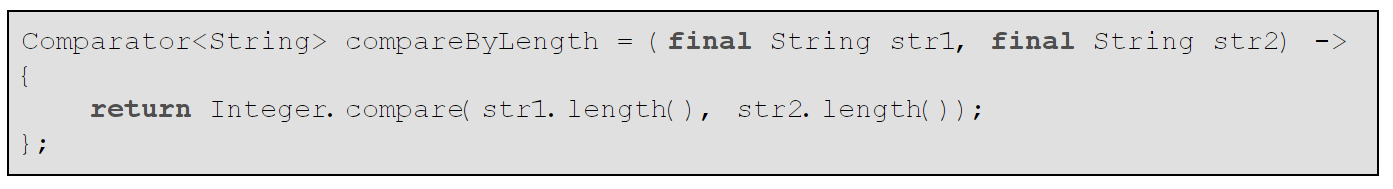 Comparator<String> compareByLength = (final String str1, final String str2) ->
{
    return Integer.compare(str1.length(), str2.length());
};